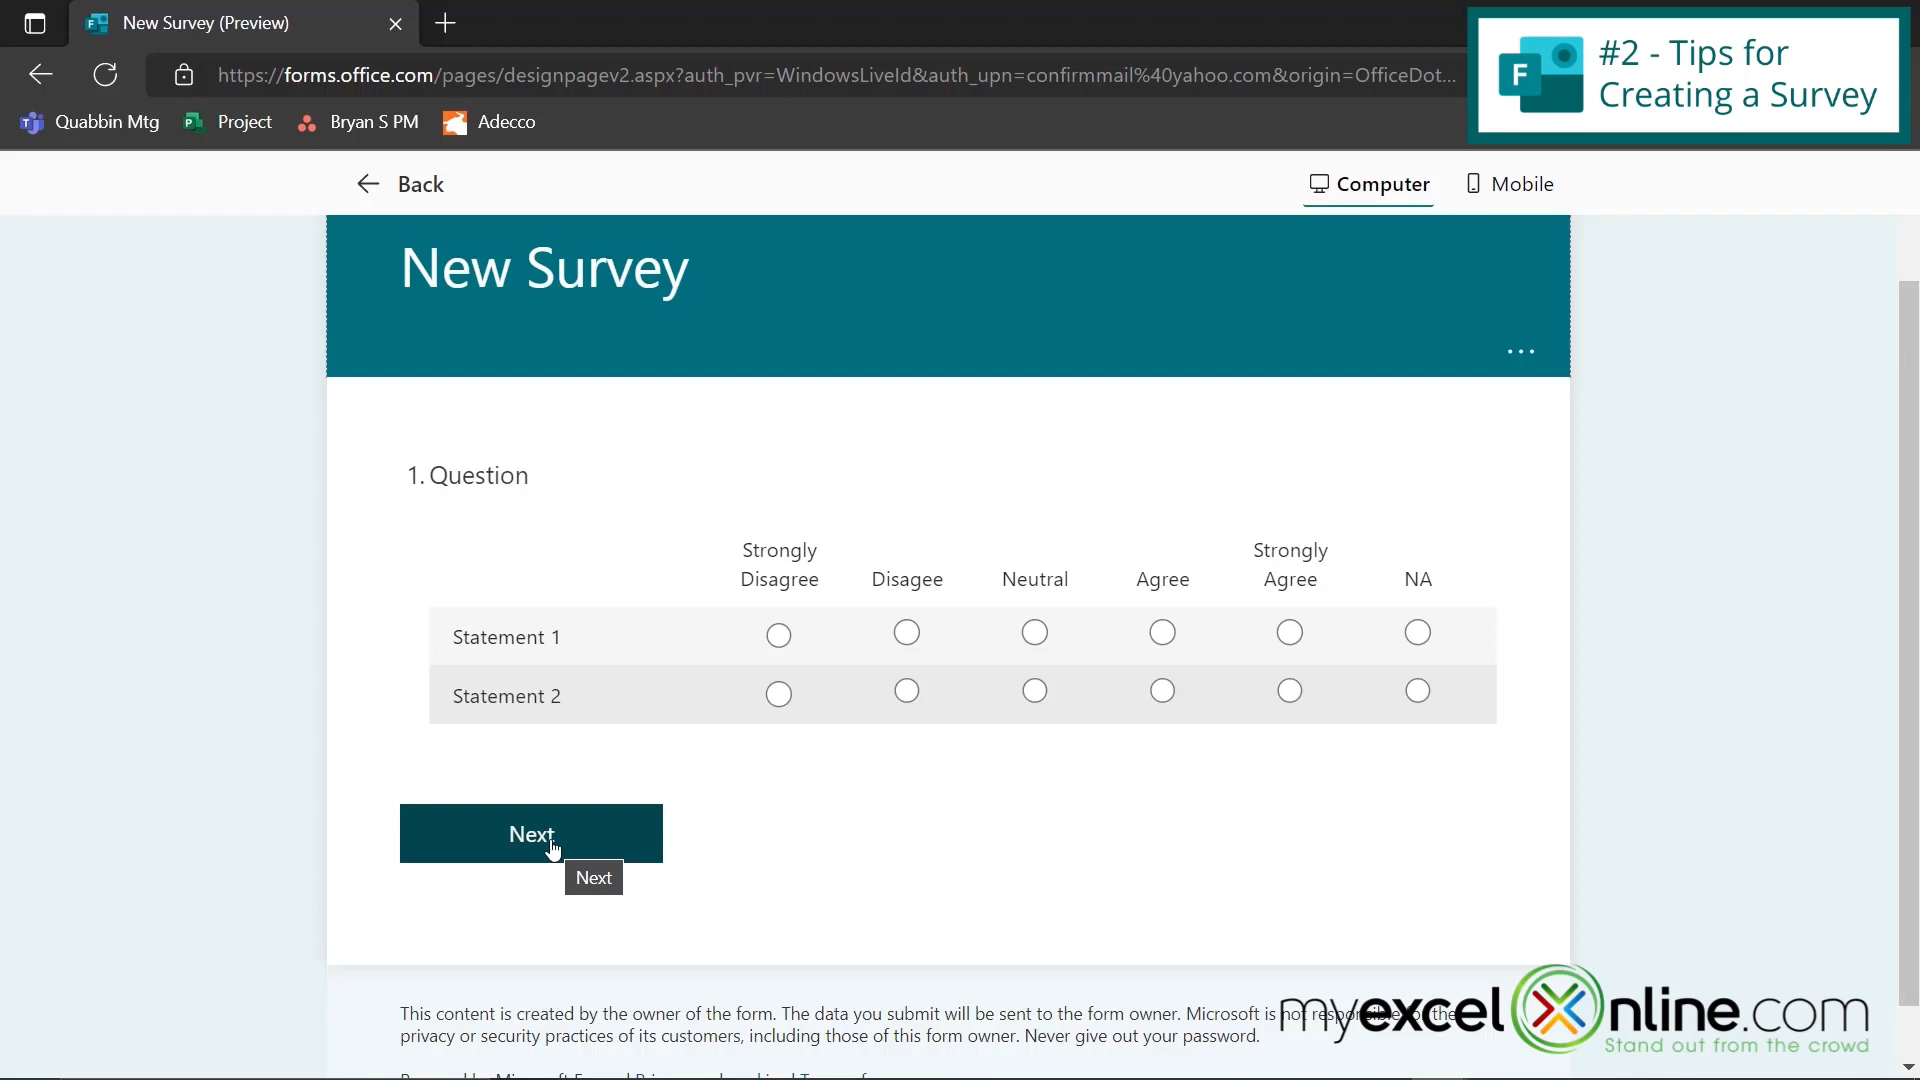 New Survey (Preview)
https://forms.office.com/pages/designpagev2.aspx?auth_pvr=WindowsLiveId&auth_upn=confirmmail%40yahoo.com&origin=OfficeDot...
#2 - Tips for
Creating a Survey
F
Quabbin Mtg
Project
Bryan S PM
Adecco
Back
Computer
Mobile
New Survey
...
1. Question
Strongly Disagree
Disagee
Neutral
Agree
Strongly Agree
NA
Statement 1
Statement 2
Next
Next
This content is created by the owner of the form. The data you submit will be sent to the form owner. Microsoft is not responsible for the
privacy or security practices of its customers, including those of this form owner. Never give out your password.
myexcelOnline.com
Stand out from the crowd